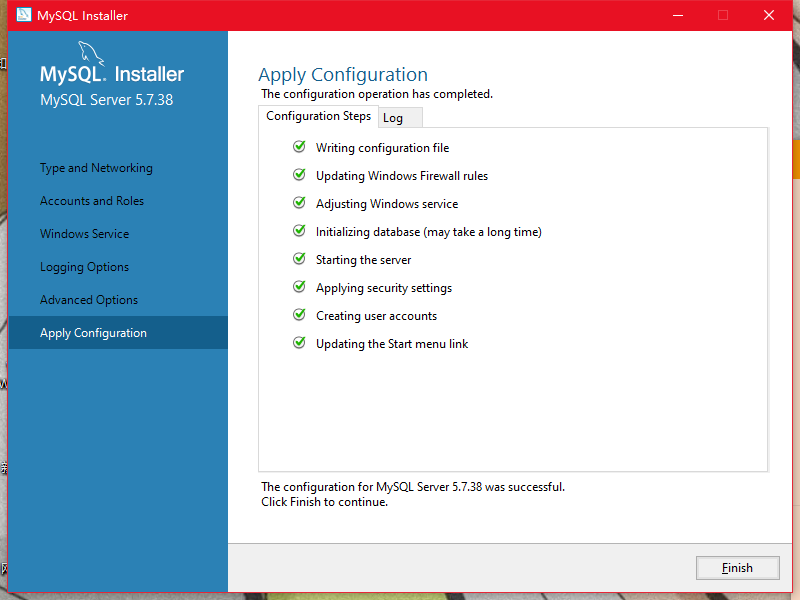 MySQL Installer
MySQL. Installer
MySQL Server 5.7.38
Type and Networking
Accounts and Roles
Windows Service
Logging Options
Advanced Options
Apply Configuration
Apply Configuration
The configuration operation has completed.
Configuration Steps
Log
Writing configuration file
Updating Windows Firewall rules
Adjusting Windows service
Initializing database (may take a long time)
Starting the server
Applying security settings
Creating user accounts
Updating the Start menu link
The configuration for MySQL Server 5.7.38 was successful.
Click Finish to continue.
Finish